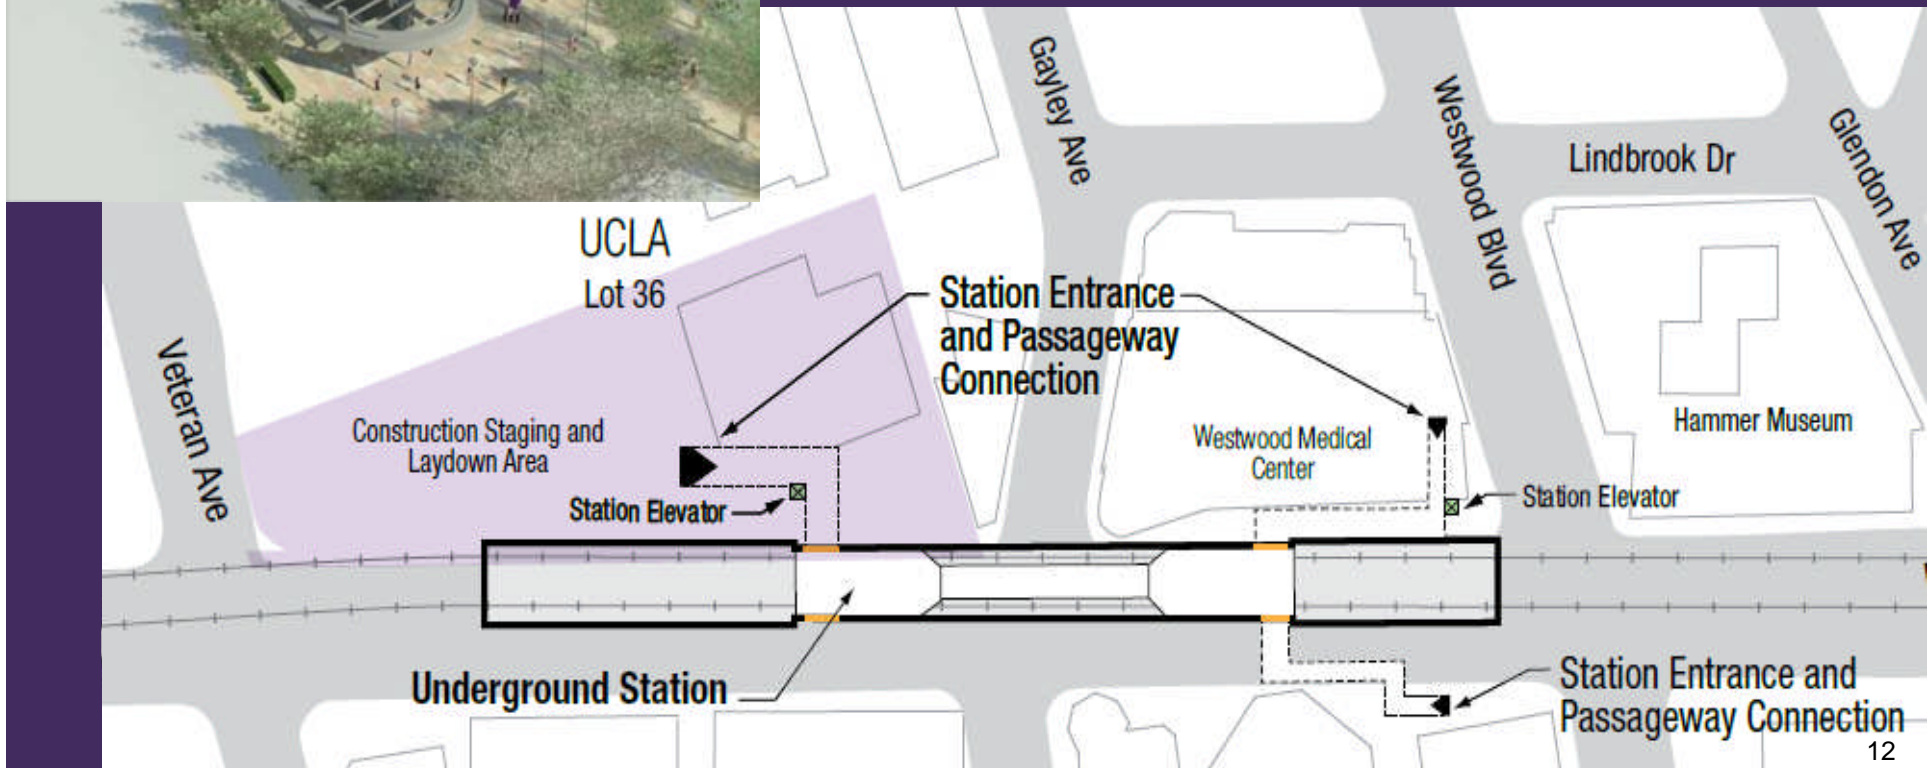 Gayley Ave
Westwood Blvd
Lindbrook Dr
Glendon Ave
UCLA
Lot 36
Station Entrance
and Passageway
Connection
Veteran Ave
Construction Staging and
Laydown Area
Westwood Medical
Center
Hammer Museum
Station Elevator
Station Elevator
Underground Station
Station Entrance and
Passageway Connection
12